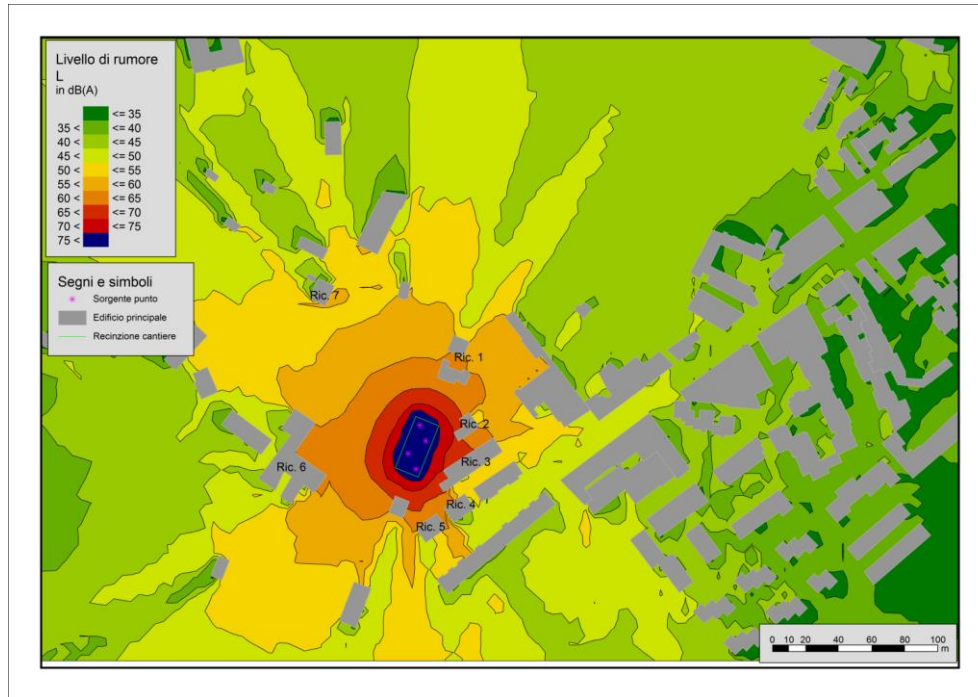 Livello di rumore
L
in dB(A)
<= 35
35 < <= 40
40 < <= 45
45 < <= 50
50 < <= 55
55 < <= 60
60 < <= 65
65 < <= 70
70 < <= 75
75 <
Segni e simboli
Sorgente punto
Edificio principale
Recinzione cantiere
Ric. 7
Ric. 1
Ric. 2
Ric. 3
Ric. 6
Ric. 4
Ric. 5
0 10 20 40 60 80 100
m